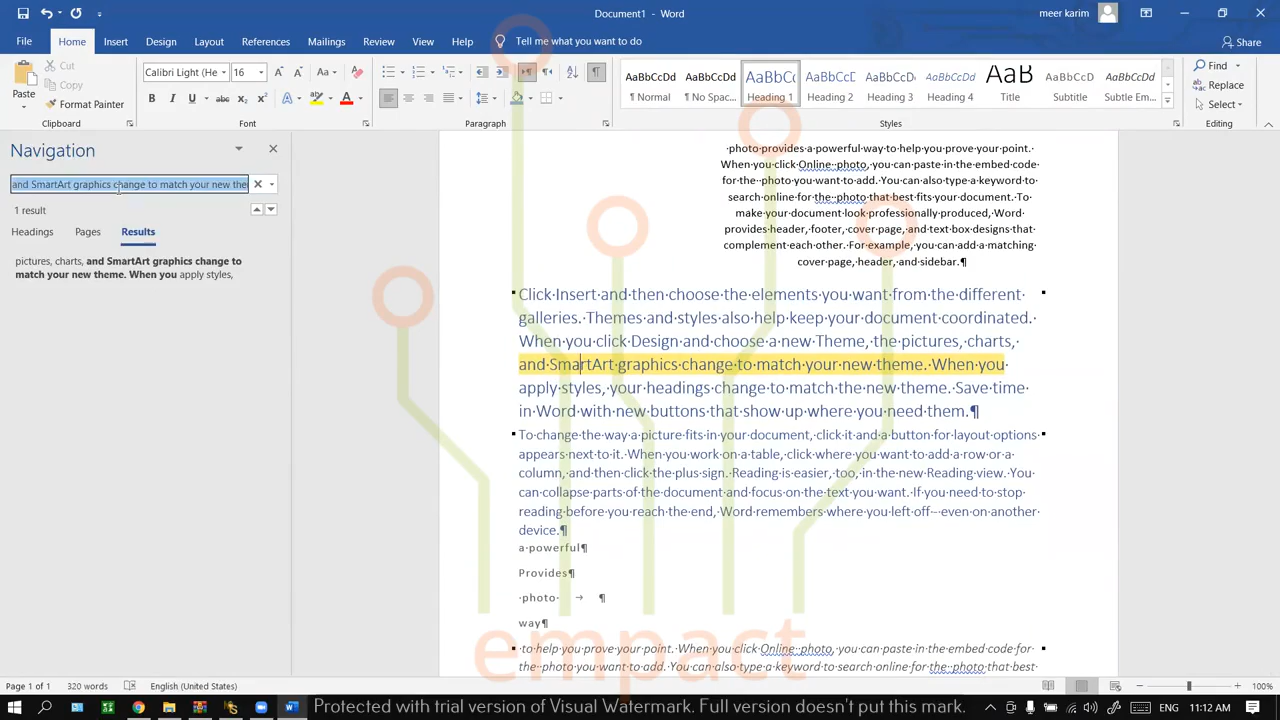 Document1 - Word
meer karim
File Home Insert Design Layout References Mailings Review View Help Tell me what you want to do
Share
Paste
Cut
Copy
Format Painter
Clipboard
Calibri Light (He 16
Aa
B I U abc X₂ X²
Font
Paragraph
AaBbCcDd AaBbCcDd AaBbCc AaBbCcDd AaBbCcDd AaBbCcDd AaB AaBbCcDd AaBbCcDd
¶ Normal ¶ No Spac... Heading 1 Heading 2 Heading 3 Heading 4 Title Subtitle Subtle Em...
Styles
Find
Replace
Select
Editing
Navigation
and SmartArt graphics change to match your new the
1 result
Headings Pages Results
pictures, charts, and SmartArt graphics change to
match your new theme. When you apply styles,
·photo·provides·a·powerful·way·to·help·you·prove·your·point.·
When·you·click·Online··photo,·you·can·paste·in·the·embed·code·
for·the··photo·you·want·to·add.·You·can·also·type·a·keyword·to·
search·online·for·the··photo·that·best·fits·your·document.·To·
make·your·document·look·professionally·produced,·Word·
provides·header,·footer,·cover·page,·and·text·box·designs·that·
complement·each·other.·For·example,·you·can·add·a·matching·
cover·page,·header,·and·sidebar.¶
Click·Insert·and·then·choose·the·elements·you·want·from·the·different·
galleries.·Themes·and·styles·also·help·keep·your·document·coordinated.·
When·you·click·Design·and·choose·a·new·Theme,·the·pictures,·charts,·
and·SmartArt·graphics·change·to·match·your·new·theme.·When·you·
apply·styles,·your·headings·change·to·match·the·new·theme.·Save·time·
in·Word·with·new·buttons·that·show·up·where·you·need·them.¶
To·change·the·way·a·picture·fits·in·your·document,·click·it·and·a·button·for·layout·options·
appears·next·to·it.·When·you·work·on·a·table,·click·where·you·want·to·add·a·row·or·a·
column,·and·then·click·the·plus·sign.·Reading·is·easier,·too,·in·the·new·Reading·view.·You·
can·collapse·parts·of·the·document·and·focus·on·the·text·you·want.·If·you·need·to·stop·
reading·before·you·reach·the·end,·Word·remembers·where·you·left·off·-·even·on·another·
device.¶
a·powerful¶
Provides¶
·photo· → ¶
way¶
·to·help·you·prove·your·point.·When·you·click·Online··photo,·you·can·paste·in·the·embed·code·for·
the··photo·you·want·to·add.·You·can·also·type·a·keyword·to·search·online·for·the··photo·that·best·
empact
Page 1 of 1 320 words English (United States) 100%
Protected with trial version of Visual Watermark. Full version doesn't put this mark.
ENG 11:12 AM